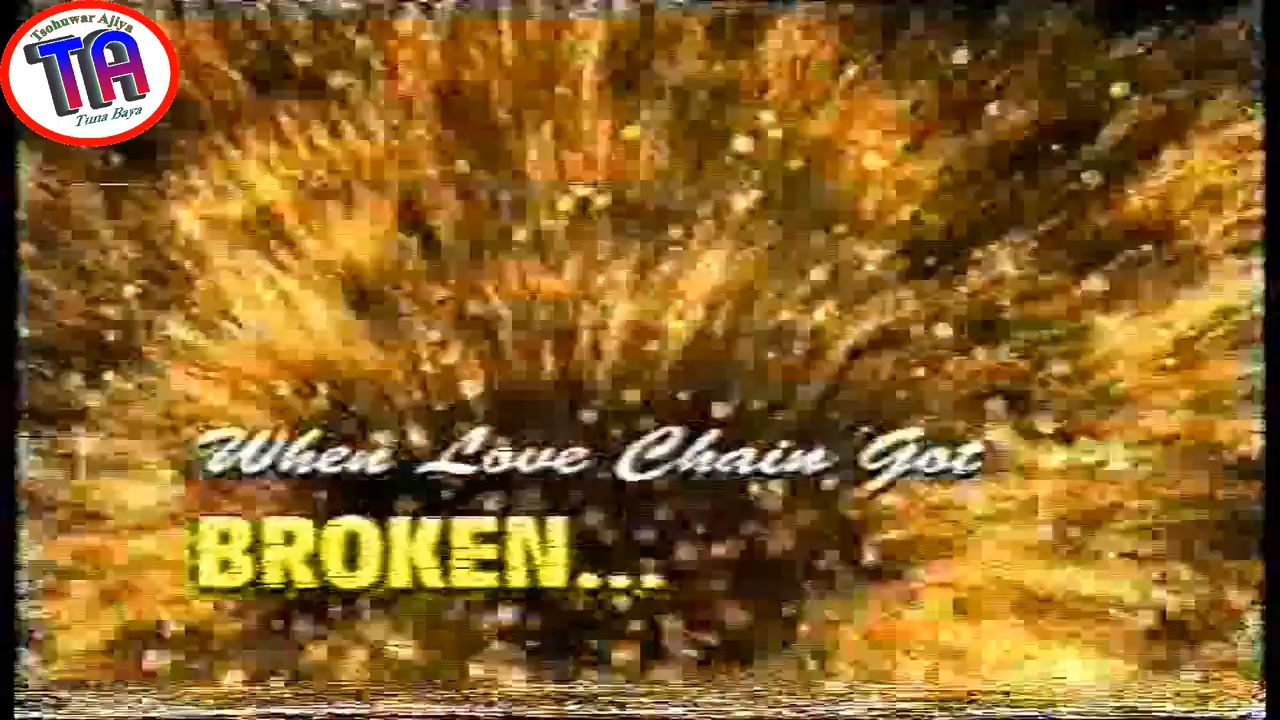 Tsohuwar Ajiya
TA
Tuna Baya
When Love Chain Got
BROKEN...